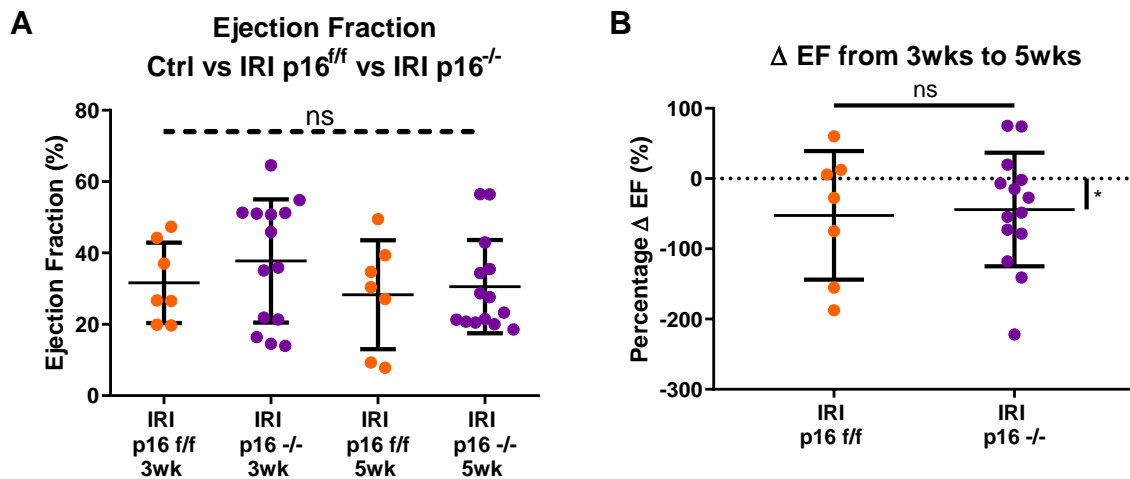 A
Ejection Fraction
Ctrl vs IRI p16f/f vs IRI p16-/-
ns
Ejection Fraction (%)
80
60
40
20
0
IRI
p16 f/f
3wk
IRI
p16 -/-
3wk
IRI
p16 f/f
5wk
IRI
p16 -/-
5wk
B
Δ EF from 3wks to 5wks
ns
Percentage Δ EF (%)
100
0
-100
-200
-300
*
IRI
p16 f/f
IRI
p16 -/-